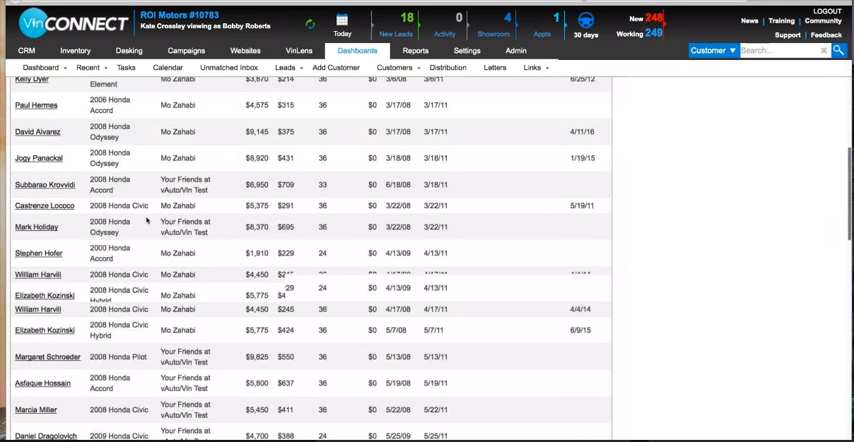 VinCONNECT
ROI Motors #10783
Kate Crossley viewing as Bobby Roberts
Today
18 New Leads
0 Activity
4 Showroom
1 Appts
30 days
New 248
Working 249
LOGOUT
News | Training | Community
Support | Feedback
CRM Inventory Desking Campaigns Websites VinLens Dashboards Reports Settings Admin
Customer Search...
Dashboard Recent Tasks Calendar Unmatched Inbox Leads Add Customer Customers Distribution Letters Links
Kelly Dyer Element Mo Zahabi $3,870 $214 36 $0 3/6/08 3/6/11 6/25/12
Paul Hermes 2006 Honda Accord Mo Zahabi $4,575 $315 36 $0 3/17/08 3/17/11
David Alvarez 2008 Honda Odyssey Mo Zahabi $9,145 $375 36 $0 3/17/08 3/17/11 4/11/16
Jogy Panackal 2008 Honda Odyssey Mo Zahabi $8,920 $431 36 $0 3/18/08 3/18/11 1/19/15
Subbarao Krovvidi 2008 Honda Accord Your Friends at vAuto/Vin Test $6,950 $709 33 $0 6/18/08 3/18/11
Castrenze Lococo 2008 Honda Civic Mo Zahabi $5,375 $291 36 $0 3/22/08 3/22/11 5/19/11
Mark Holiday 2008 Honda Odyssey Your Friends at vAuto/Vin Test $8,370 $695 36 $0 3/22/08 3/22/11
Stephen Hofer 2000 Honda Accord Mo Zahabi $1,910 $229 24 $0 4/13/09 4/13/11
William Harvill 2008 Honda Civic Mo Zahabi $4,450
:29 24 $0 4/13/09 4/13/11
Elizabeth Kozinski 2008 Honda Civic Hybrid Mo Zahabi $5,775 $4
William Harvill 2008 Honda Civic Mo Zahabi $4,450 $245 36 $0 4/17/08 4/17/11 4/4/14
Elizabeth Kozinski 2008 Honda Civic Hybrid Mo Zahabi $5,775 $424 36 $0 5/7/08 5/7/11 6/9/15
Margaret Schroeder 2008 Honda Pilot Your Friends at vAuto/Vin Test $9,825 $550 36 $0 5/13/08 5/13/11
Asfaque Hossain 2008 Honda Accord Your Friends at vAuto/Vin Test $5,800 $637 36 $0 5/19/08 5/19/11
Marcia Miller 2008 Honda Civic Your Friends at vAuto/Vin Test $5,450 $411 36 $0 5/22/08 5/22/11
Daniel Dragolovich 2009 Honda Civic Your Friends at $4,700 $388 24 $0 5/25/09 5/25/11